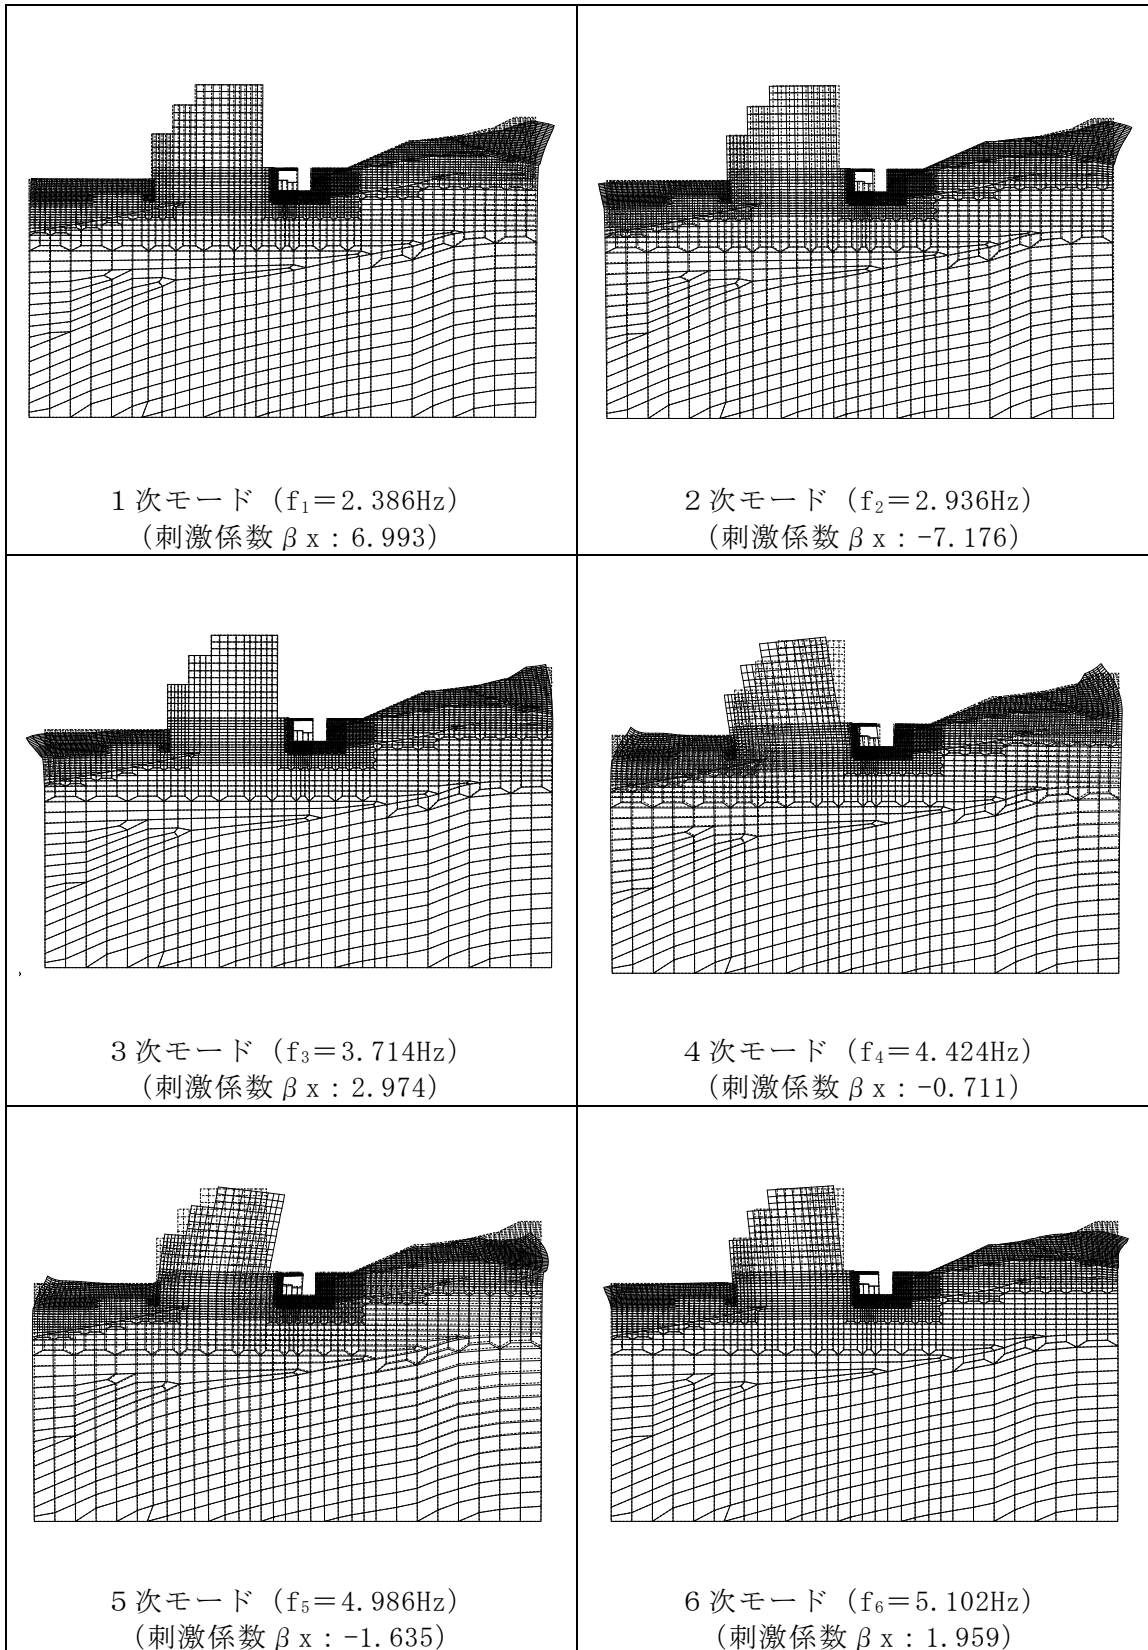 1次モード（f₁＝2.386Hz）
（刺激係数βx：6.993）
2次モード（f₂＝2.936Hz）
（刺激係数βx：-7.176）
3次モード（f₃＝3.714Hz）
（刺激係数βx：2.974）
4次モード（f₄＝4.424Hz）
（刺激係数βx：-0.711）
5次モード（f₅＝4.986Hz）
（刺激係数βx：-1.635）
6次モード（f₆＝5.102Hz）
（刺激係数βx：1.959）